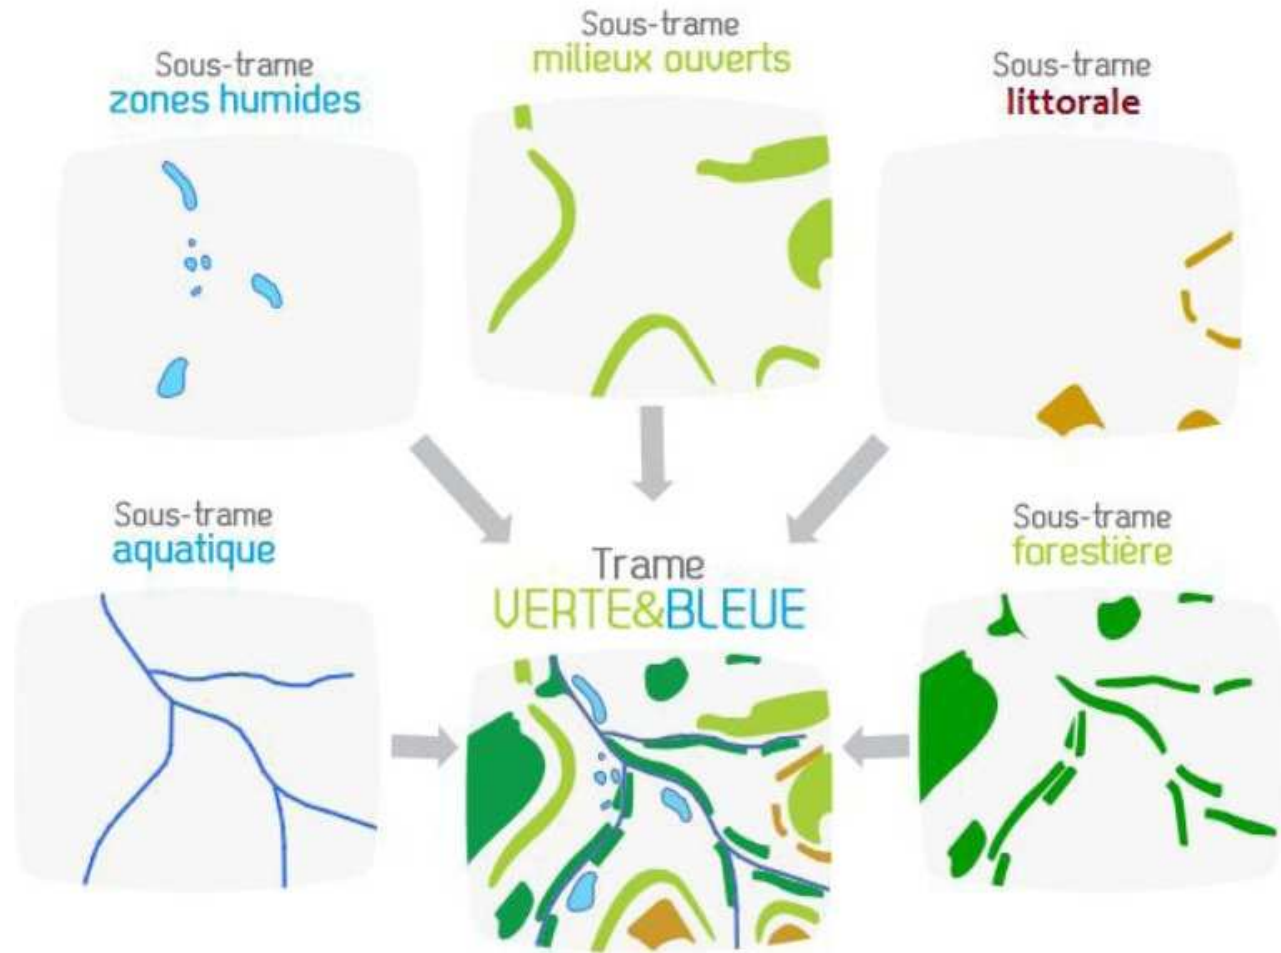 Sous-trame
zones humides
Sous-trame
milieux ouverts
Sous-trame
littorale
Sous-trame
aquatique
Trame
VERTE&BLEUE
Sous-trame
forestière